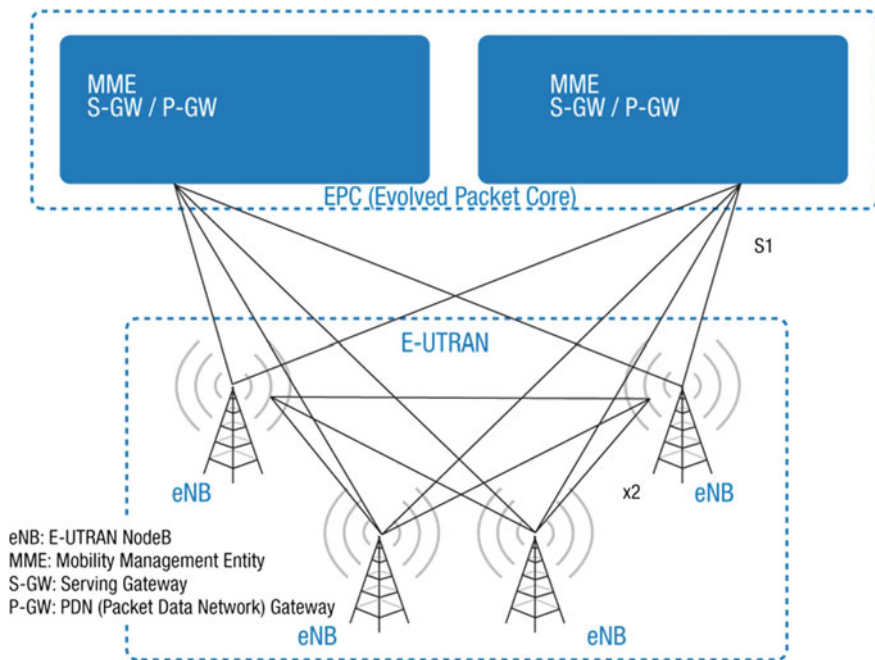 MME
S-GW / P-GW
MME
S-GW / P-GW
EPC (Evolved Packet Core)
S1
E-UTRAN
eNB
x2
eNB
eNB: E-UTRAN NodeB
MME: Mobility Management Entity
S-GW: Serving Gateway
P-GW: PDN (Packet Data Network) Gateway
eNB
eNB